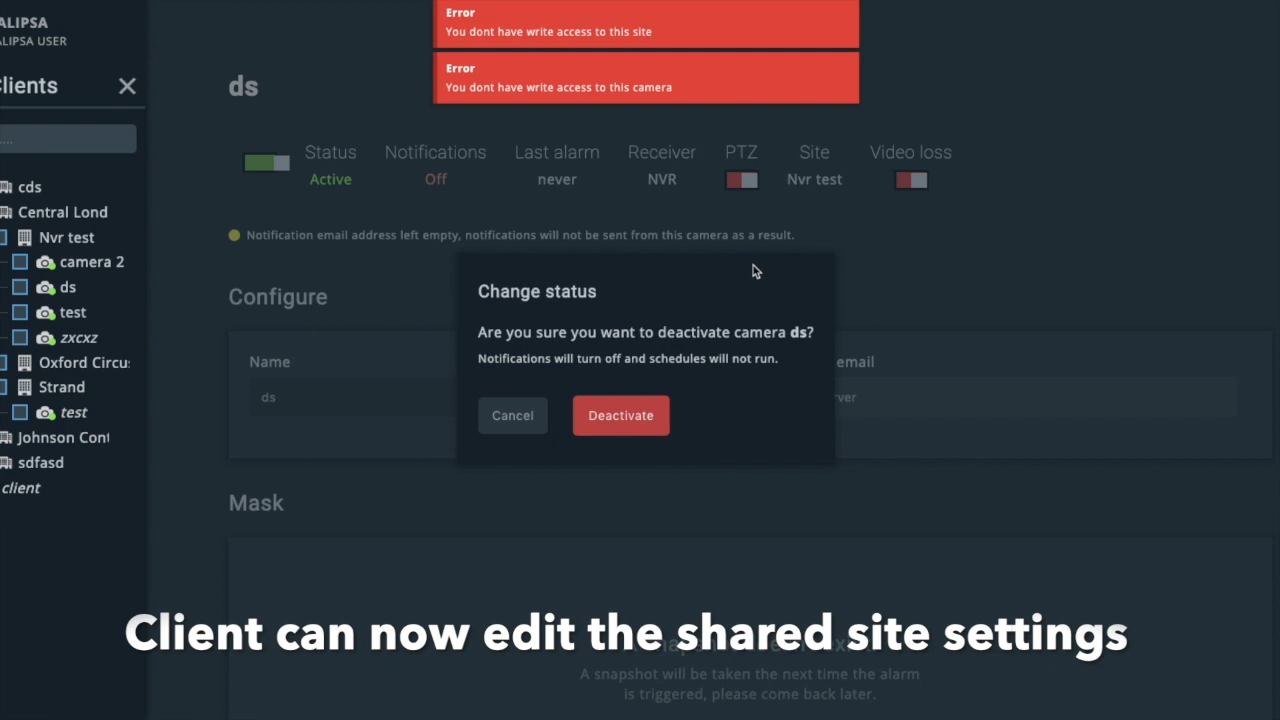 ALIPSA
ALIPSA USER
Clients
....
cds
Central Lond
Nvr test
camera 2
ds
test
zxcxz
Oxford Circu
Strand
test
Johnson Cont
sdfasd
client
Error
You dont have write access to this site
Error
You dont have write access to this camera
ds
Status Notifications Last alarm Receiver PTZ Site Video loss
Active Off never NVR Nvr test
Notification email address left empty, notifications will not be sent from this camera as a result.
Configure
Name
email
ds
ver
Change status
Are you sure you want to deactivate camera ds?
Notifications will turn off and schedules will not run.
Cancel Deactivate
Mask
Client can now edit the shared site settings
A snapshot will be taken the next time the alarm
is triggered, please come back later.